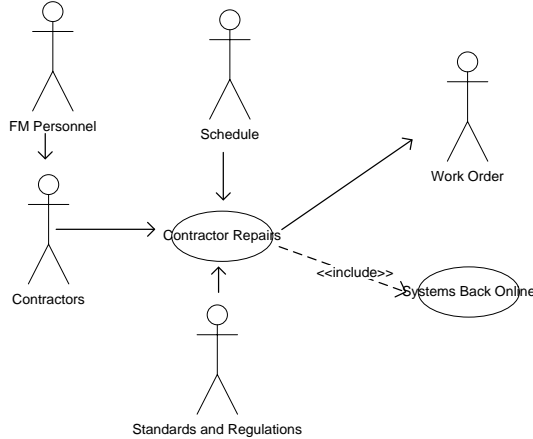 FM Personnel
Schedule
Work Order
Contractor Repairs
<<include>>
Systems Back Online
Contractors
Standards and Regulations